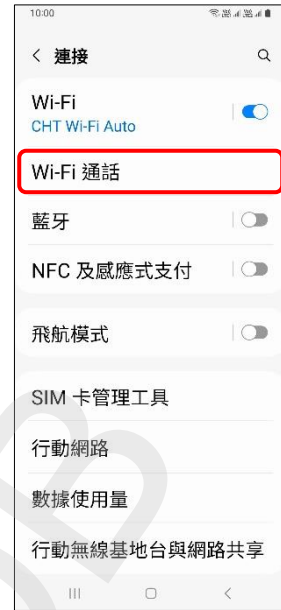 10:00
連接
Wi-Fi
CHT Wi-Fi Auto
Wi-Fi 通話
藍牙
NFC 及感應式支付
飛航模式
SIM 卡管理工具
行動網路
數據使用量
行動無線基地台與網路共享